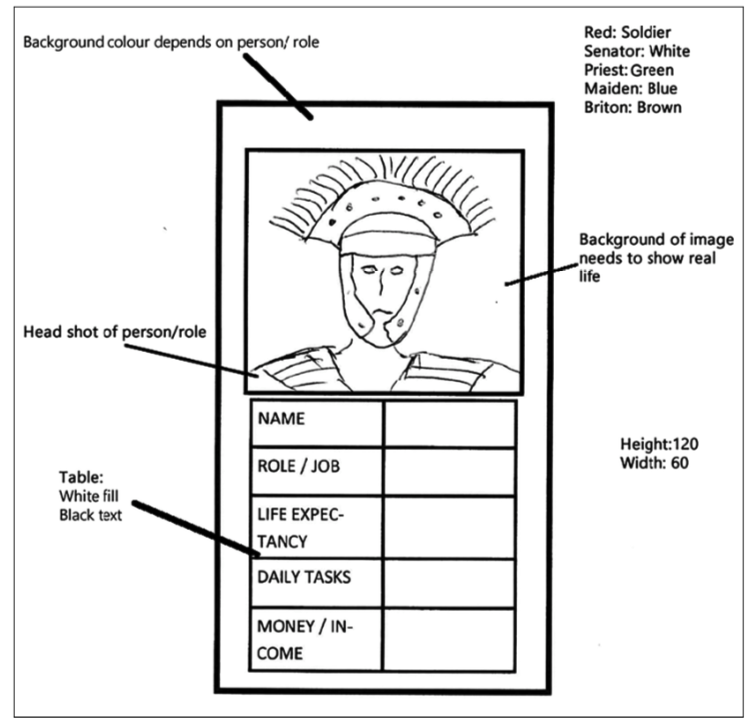 Background colour depends on person/ role
Red: Soldier
Senator: White
Priest: Green
Maiden: Blue
Briton: Brown
Background of image
needs to show real
life
Head shot of person/role
NAME
ROLE / JOB
LIFE EXPEC-
TANCY
DAILY TASKS
MONEY / IN-
COME
Height:120
Width: 60
Table:
White fill
Black text